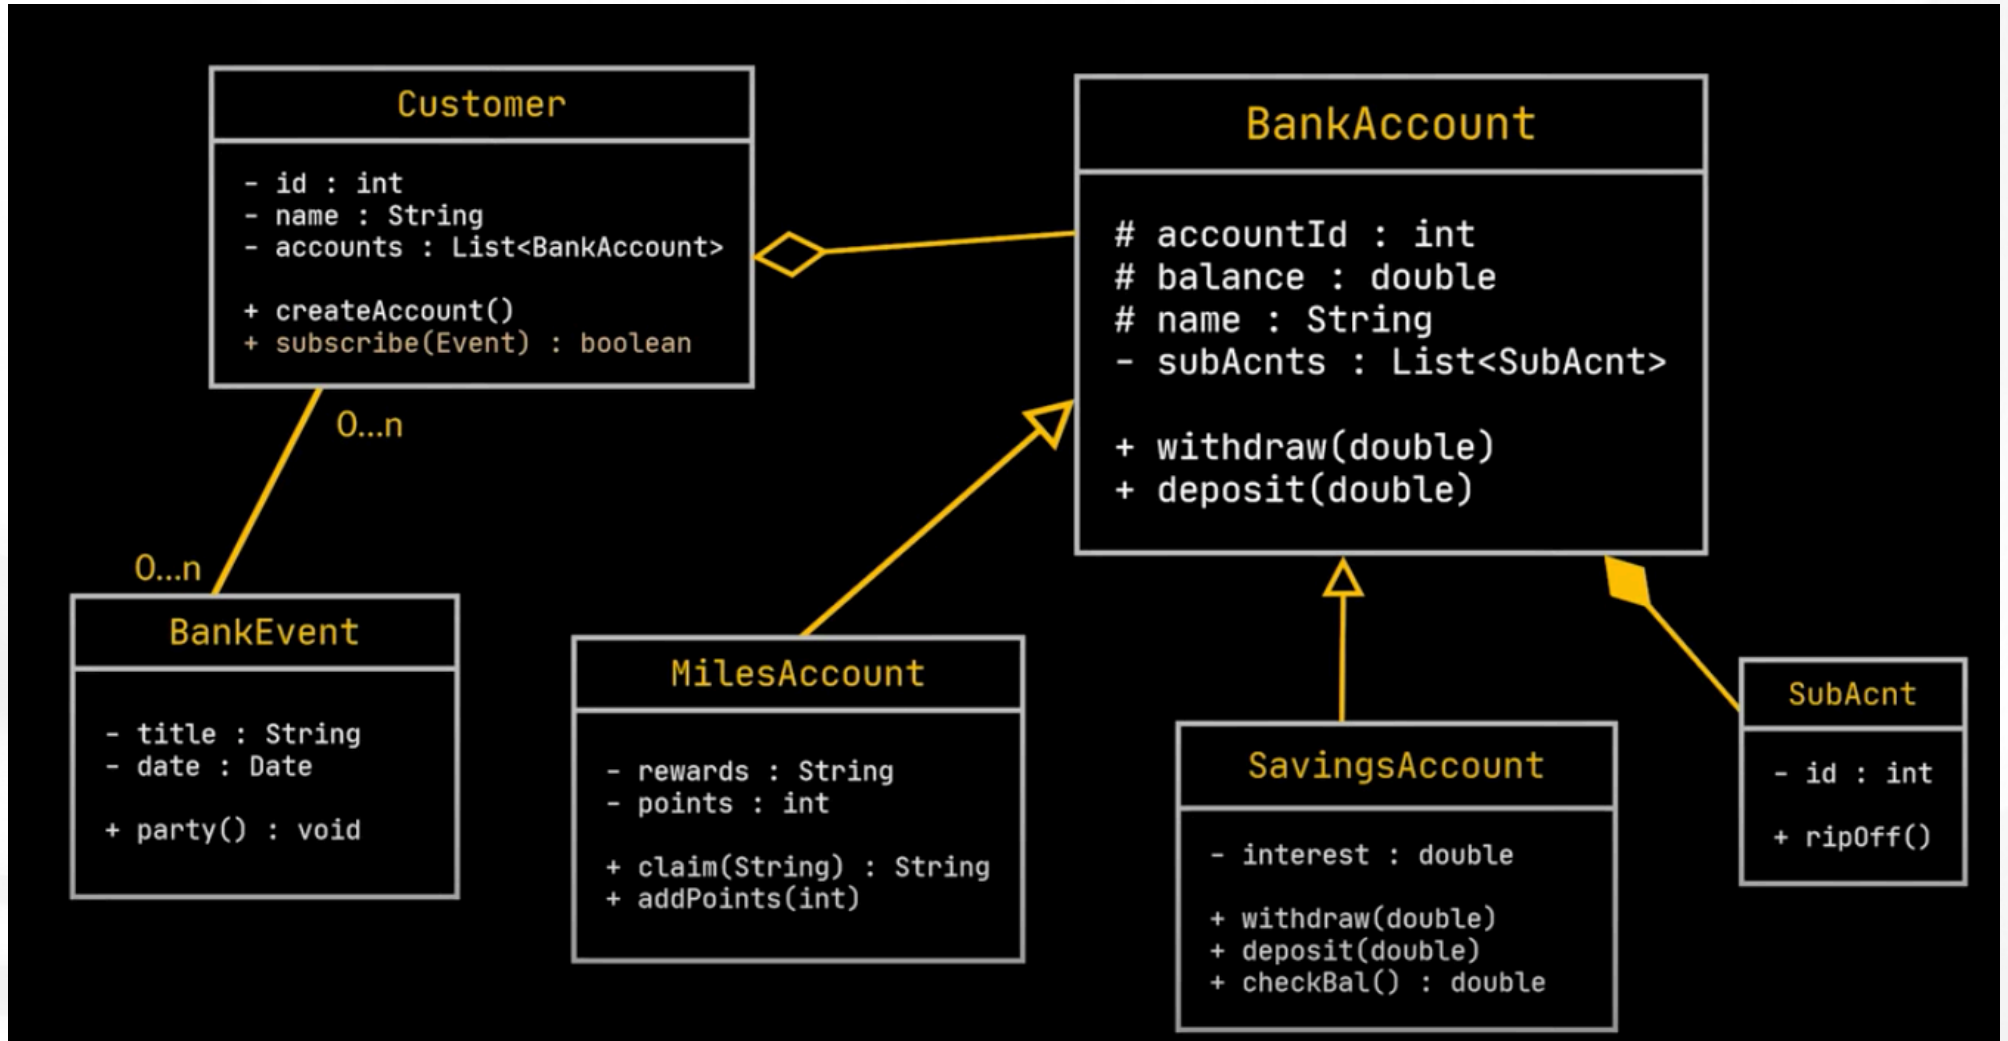 Customer
- id : int
- name : String
- accounts : List<BankAccount>
+ createAccount()
+ subscribe(Event) : boolean
BankAccount
# accountId : int
# balance : double
# name : String
- subAcnts : List<SubAcnt>
+ withdraw(double)
+ deposit(double)
0...n
0...n
BankEvent
- title : String
- date : Date
+ party() : void
MilesAccount
- rewards : String
- points : int
+ claim(String) : String
+ addPoints(int)
SavingsAccount
- interest : double
+ withdraw(double)
+ deposit(double)
+ checkBal() : double
SubAcnt
- id : int
+ ripOff()